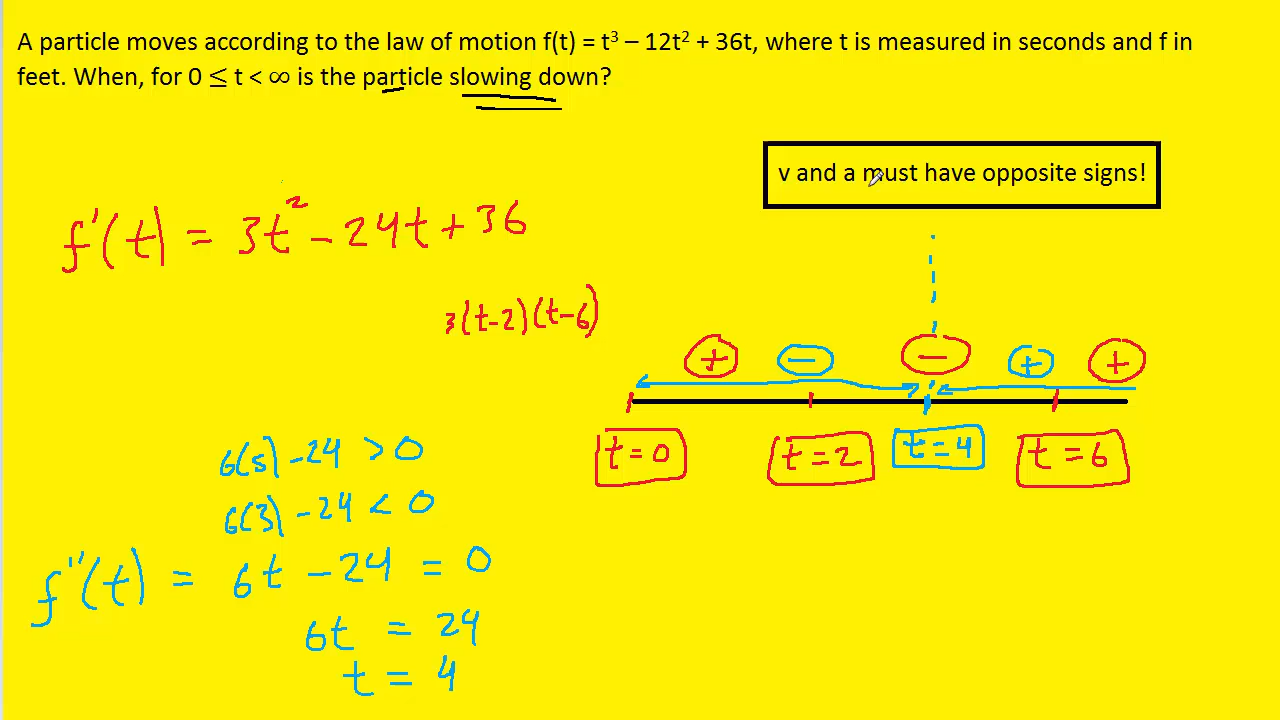 A particle moves according to the law of motion f(t) = t³ – 12t² + 36t, where t is measured in seconds and f in
feet. When, for 0 ≤ t < ∞ is the particle slowing down?
v and a must have opposite signs!
f'(t) = 3t² - 24t + 36
3(t-2)(t-6)
+ - - + +
t = 0 t = 2 t = 4 t = 6
6(5) - 24 > 0
6(3) - 24 < 0
f''(t) = 6t - 24 = 0
6t = 24
t = 4